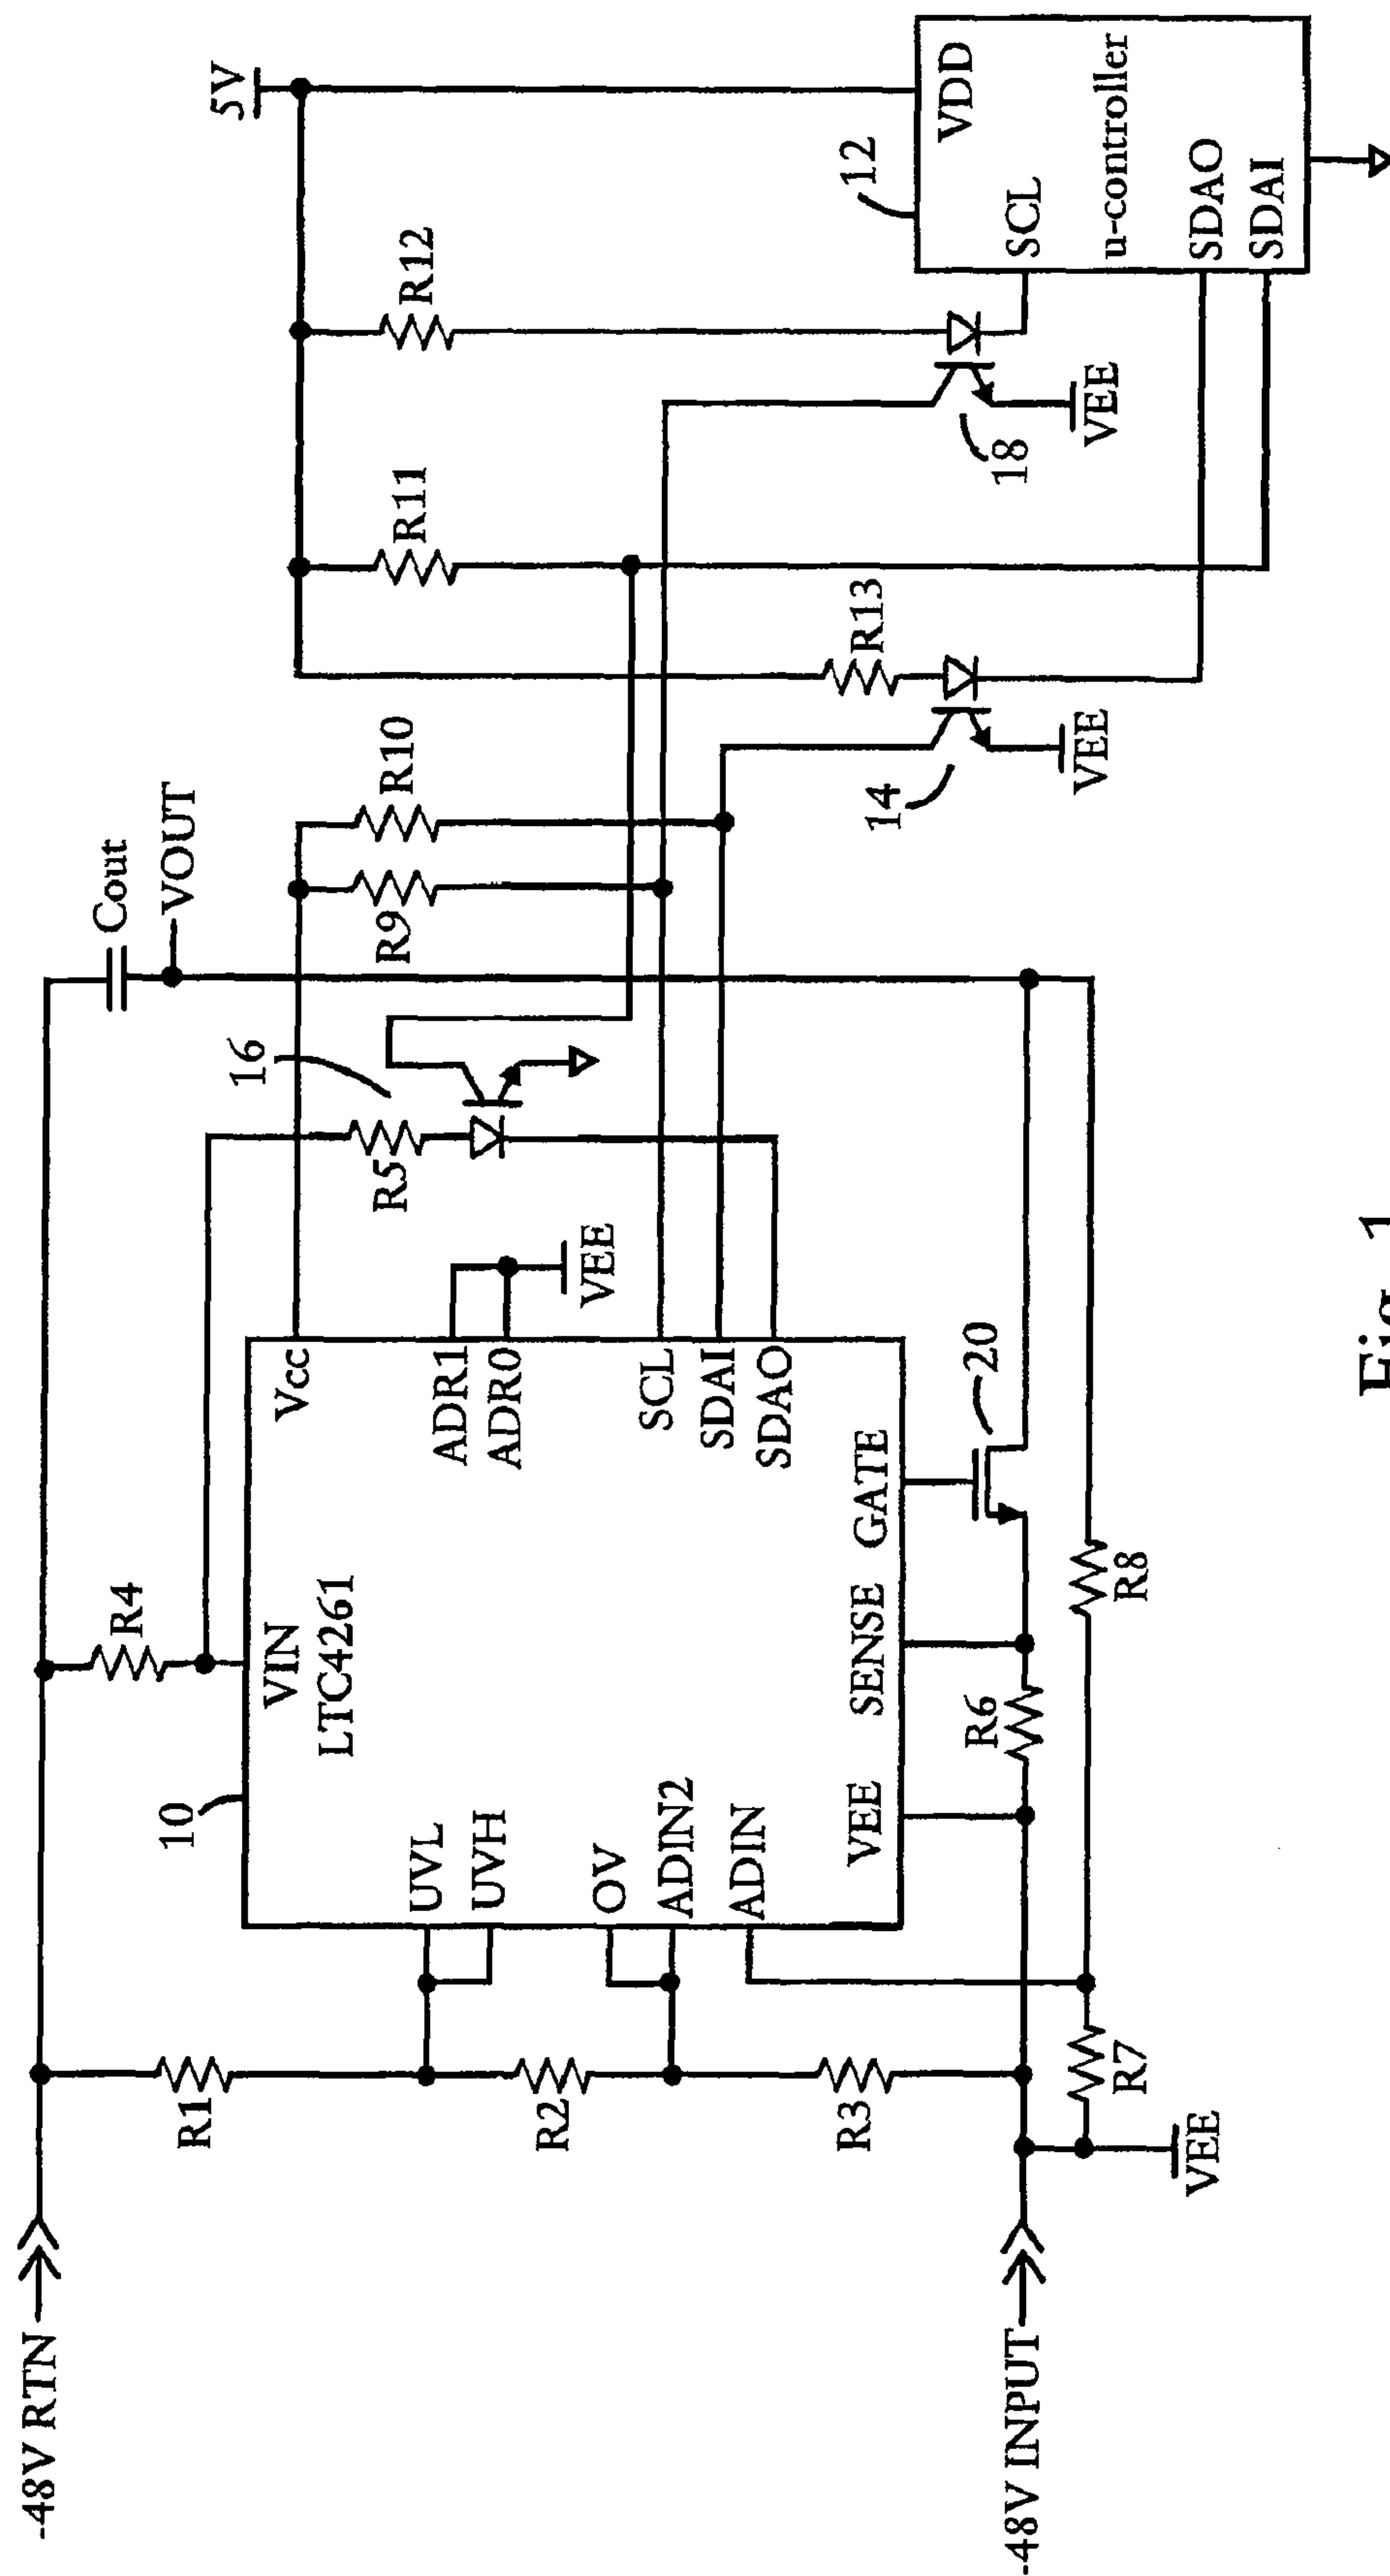 -48V RTN
R1
R2
R3
-48V INPUT
VEE
R7
R8
10
R4
VIN
LTC4261
UVL
UVH
OV
ADIN2
ADIN
VEE
SENSE
GATE
Vcc
ADR1
ADR0
SCL
SDAI
SDAO
R6
20
VEE
R5
16
Cout
VOUT
R9
R10
14
VEE
R13
R11
R12
18
VEE
5V
12
VDD
SCL
u-controller
SDAO
SDAI
Fig. 1